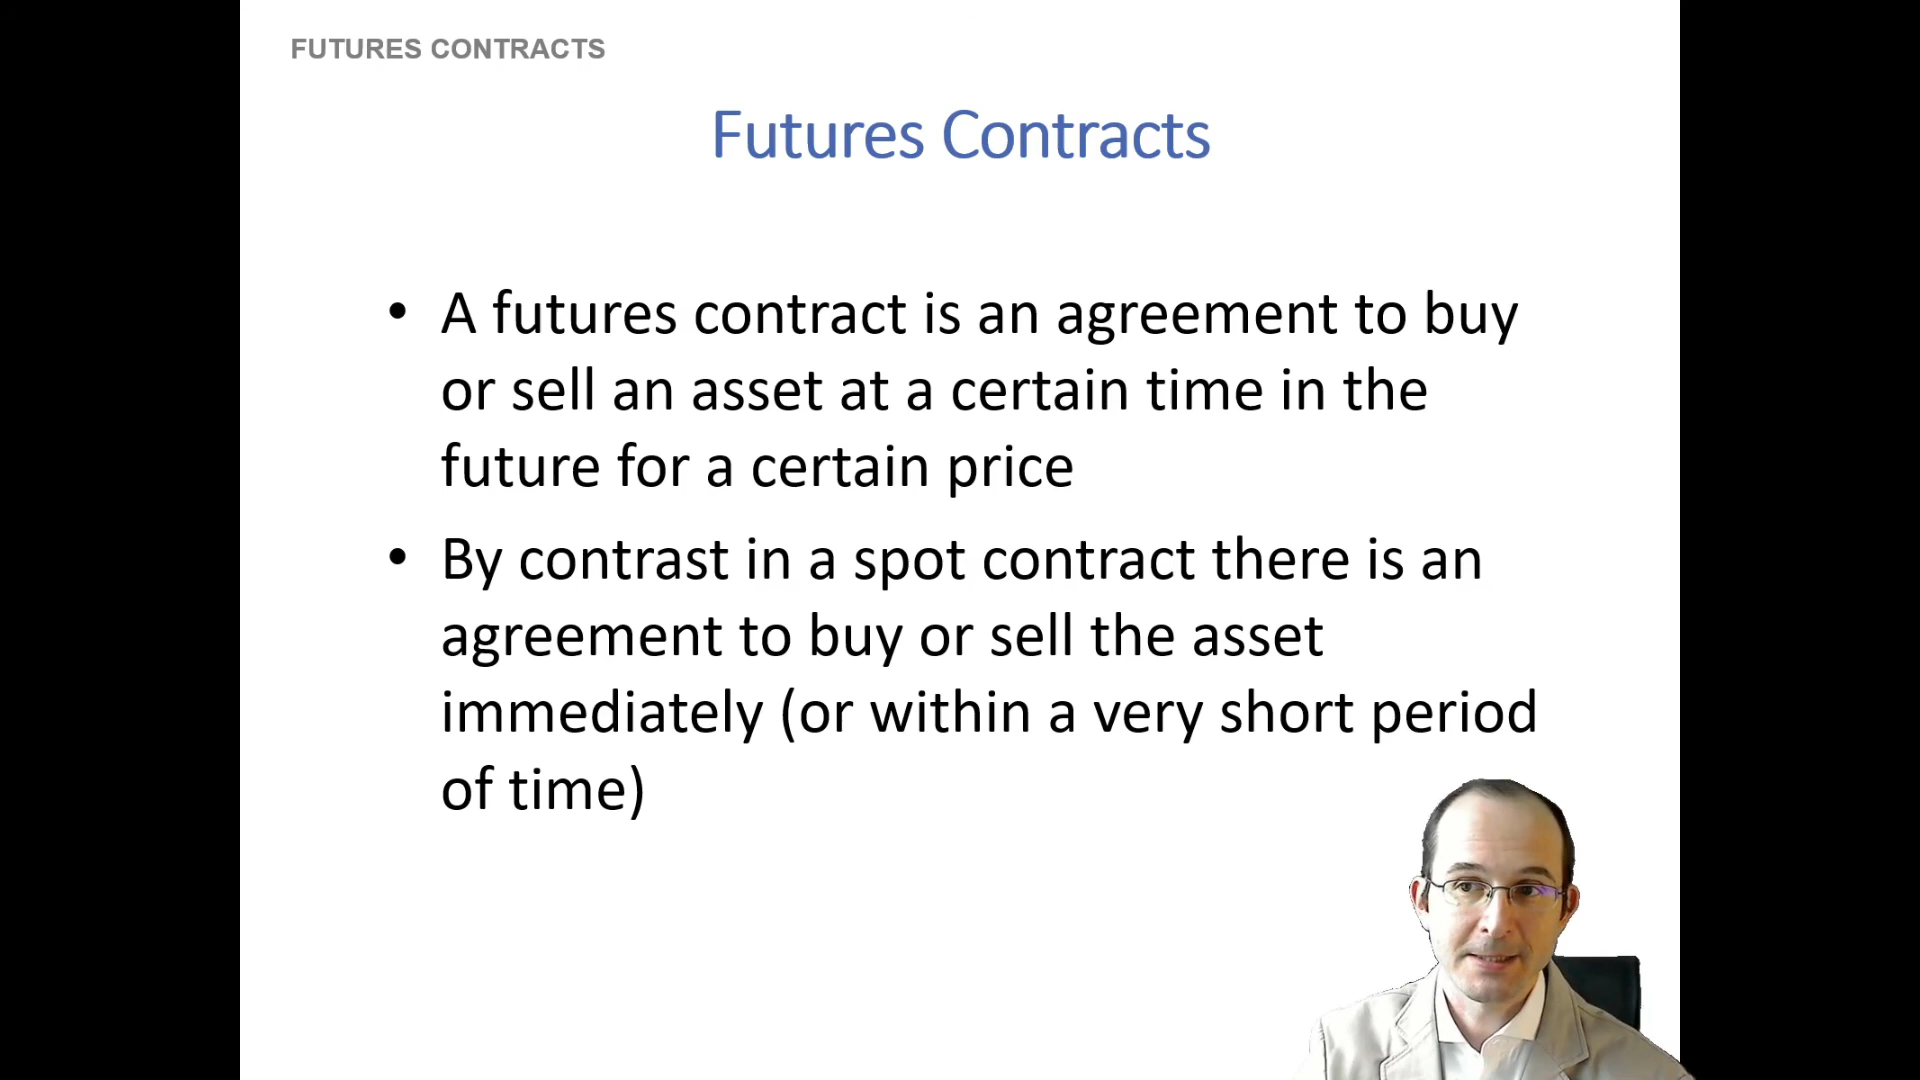 FUTURES CONTRACTS
Futures Contracts
• A futures contract is an agreement to buy
or sell an asset at a certain time in the
future for a certain price
• By contrast in a spot contract there is an
agreement to buy or sell the asset
immediately (or within a very short period
of time)